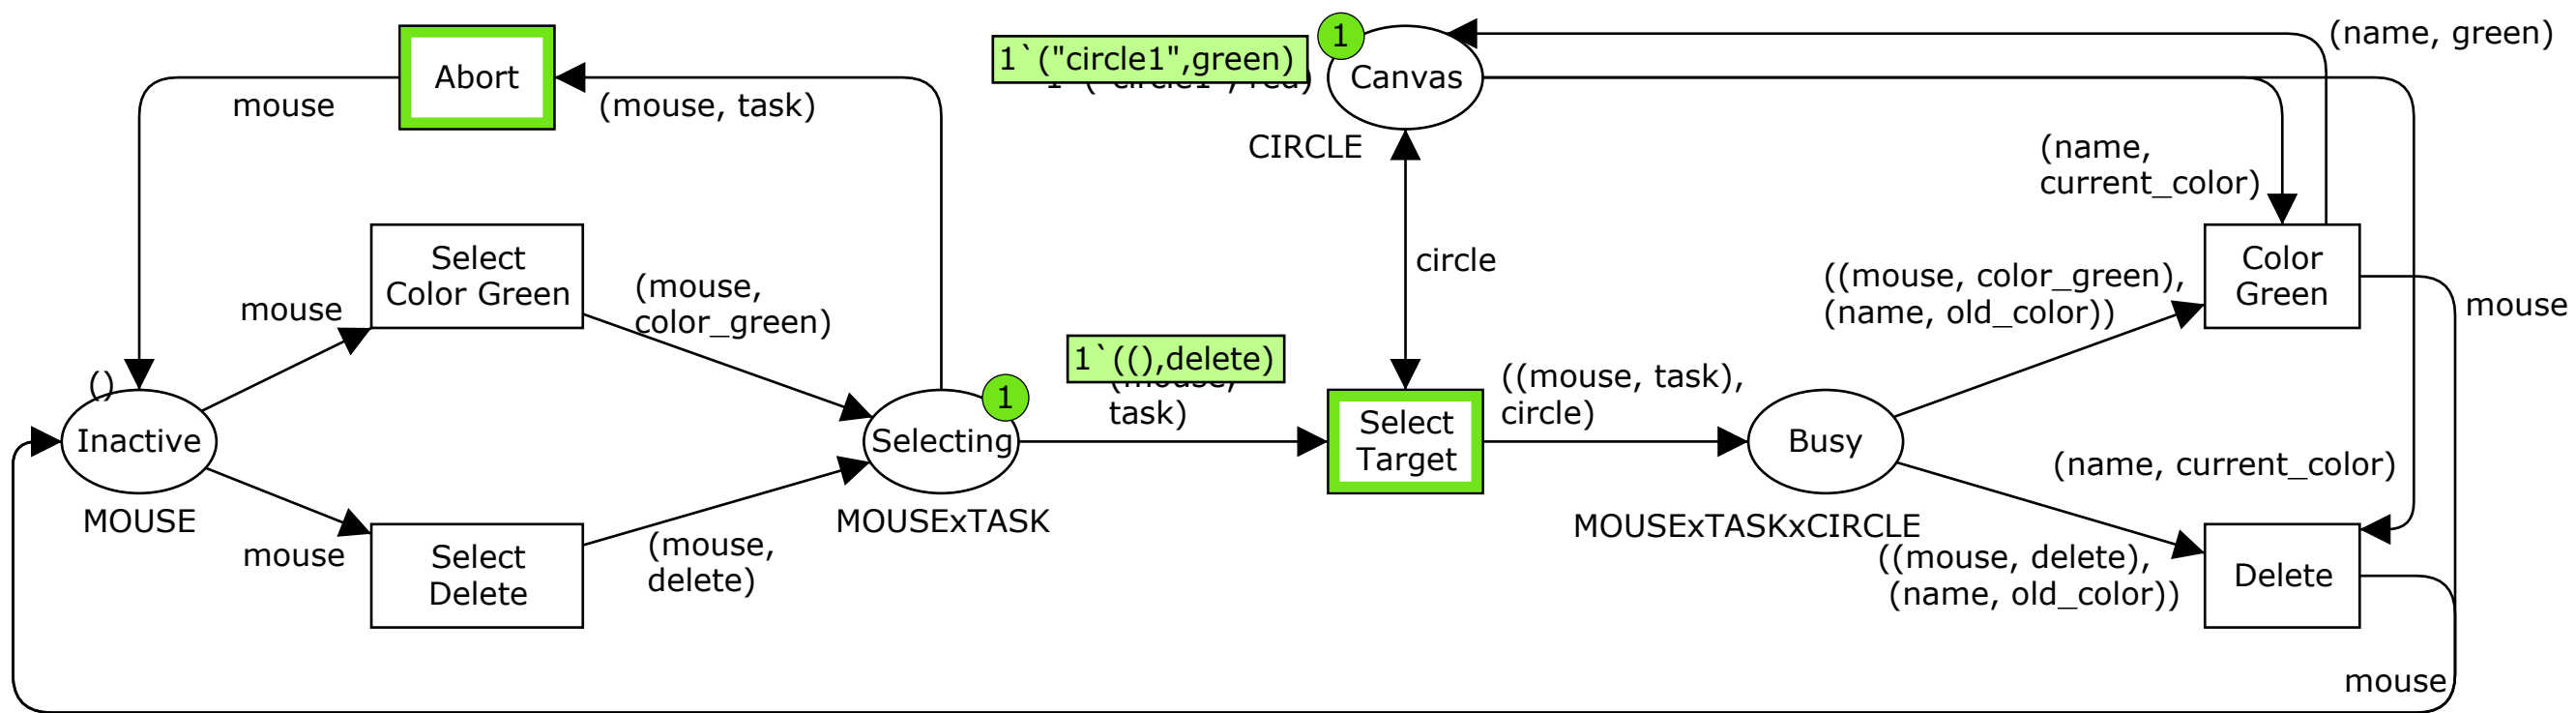 1
1`("circle1",green)
(name, green)
Abort
Canvas
mouse
(mouse, task)
CIRCLE
(name,
current_color)
Select
Color Green
mouse
(mouse,
color_green)
circle
((mouse, color_green),
(name, old_color))
Color
Green
mouse
1`((),delete)
()
task)
((mouse, task),
circle)
1
Inactive
Selecting
Select
Target
Busy
(name, current_color)
MOUSE
MOUSExTASK
MOUSExTASKxCIRCLE
mouse
Select
Delete
(mouse,
delete)
((mouse, delete),
(name, old_color))
Delete
mouse